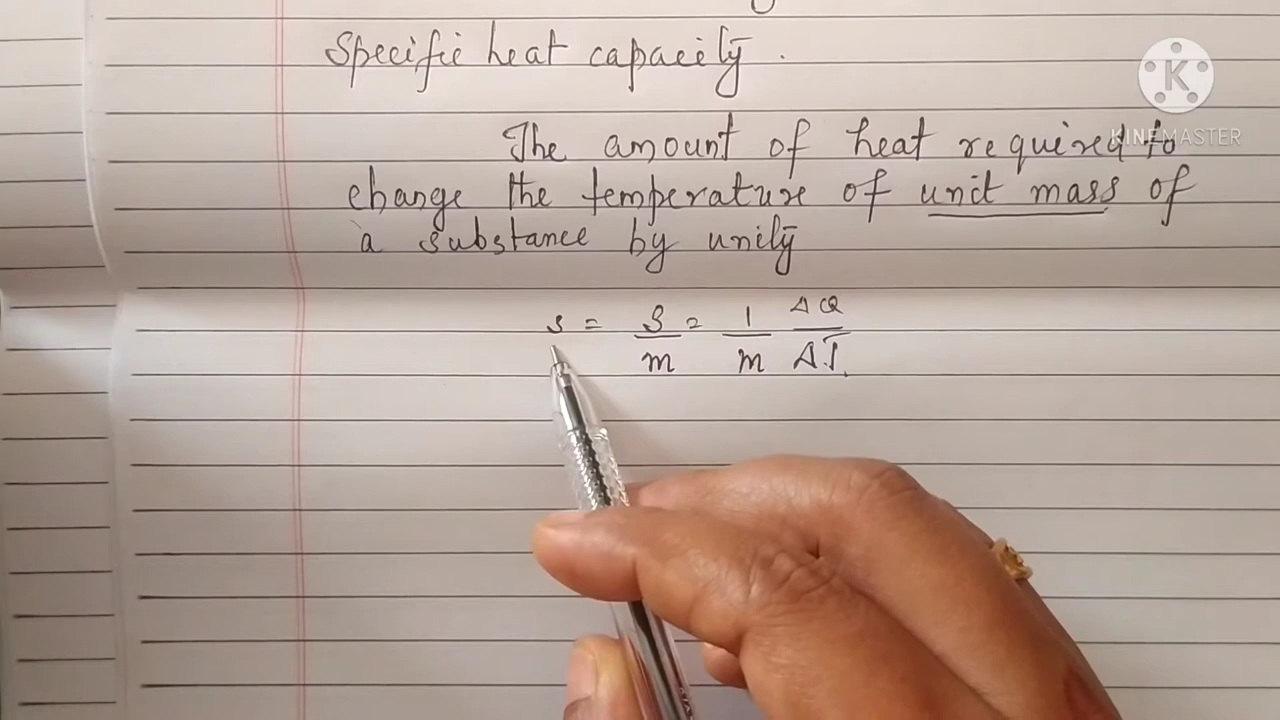 Specific heat capacity.
KINEMASTER
The amount of heat required to
change the temperature of unit mass of
a substance by unity
s = S/m = 1/m ΔQ/ΔT.